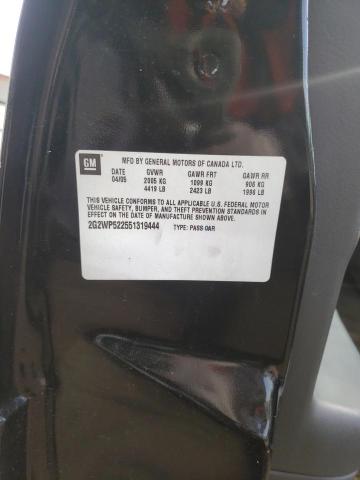 GM
MFD BY GENERAL MOTORS OF CANADA LTD.
DATE GVWR GAWR FRT GAWR RR
04/05 2005 KG 1099 KG 906 KG
4419 LB 2423 LB 1996 LB
THIS VEHICLE CONFORMS TO ALL APPLICABLE U.S. FEDERAL MOTOR
VEHICLE SAFETY, BUMPER, AND THEFT PREVENTION STANDARDS IN
EFFECT ON THE DATE OF MANUFACTURE SHOWN ABOVE.
2G2WP522551319444 TYPE: PASS CAR